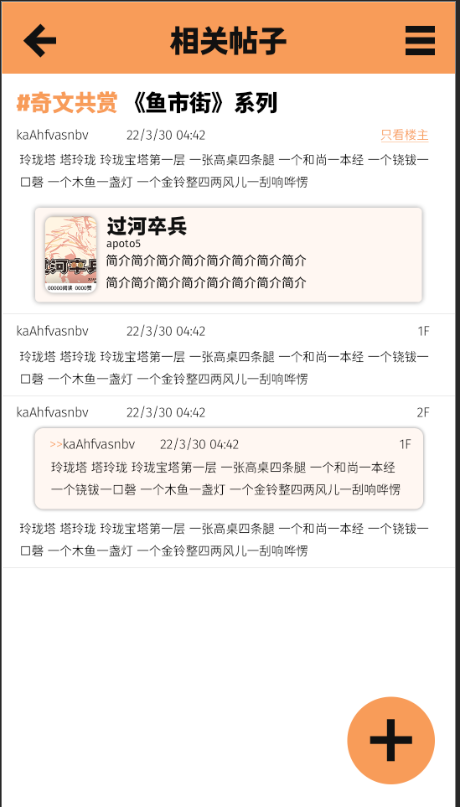 相关帖子
#奇文共赏 《鱼市街》系列
kaAhfvasnbv 22/3/30 04:42 只看楼主
玲珑塔 塔玲珑 玲珑宝塔第一层 一张高桌四条腿 一个和尚一本经 一个铙钹一
口磬 一个木鱼一盏灯 一个金铃整四两风儿一刮响哗愣
过河卒兵
apoto5
简介简介简介简介简介简介简介简介
简介简介简介简介简介简介简介简介
过河卒兵
kaAhfvasnbv 22/3/30 04:42 1F
玲珑塔 塔玲珑 玲珑宝塔第一层 一张高桌四条腿 一个和尚一本经 一个铙钹一
口磬 一个木鱼一盏灯 一个金铃整四两风儿一刮响哗愣
kaAhfvasnbv 22/3/30 04:42 2F
>>kaAhfvasnbv 22/3/30 04:42 1F
玲珑塔 塔玲珑 玲珑宝塔第一层 一张高桌四条腿 一个和尚一本经
一个铙钹一口磬 一个木鱼一盏灯 一个金铃整四两风儿一刮响哗愣
玲珑塔 塔玲珑 玲珑宝塔第一层 一张高桌四条腿 一个和尚一本经 一个铙钹一
口磬 一个木鱼一盏灯 一个金铃整四两风儿一刮响哗愣